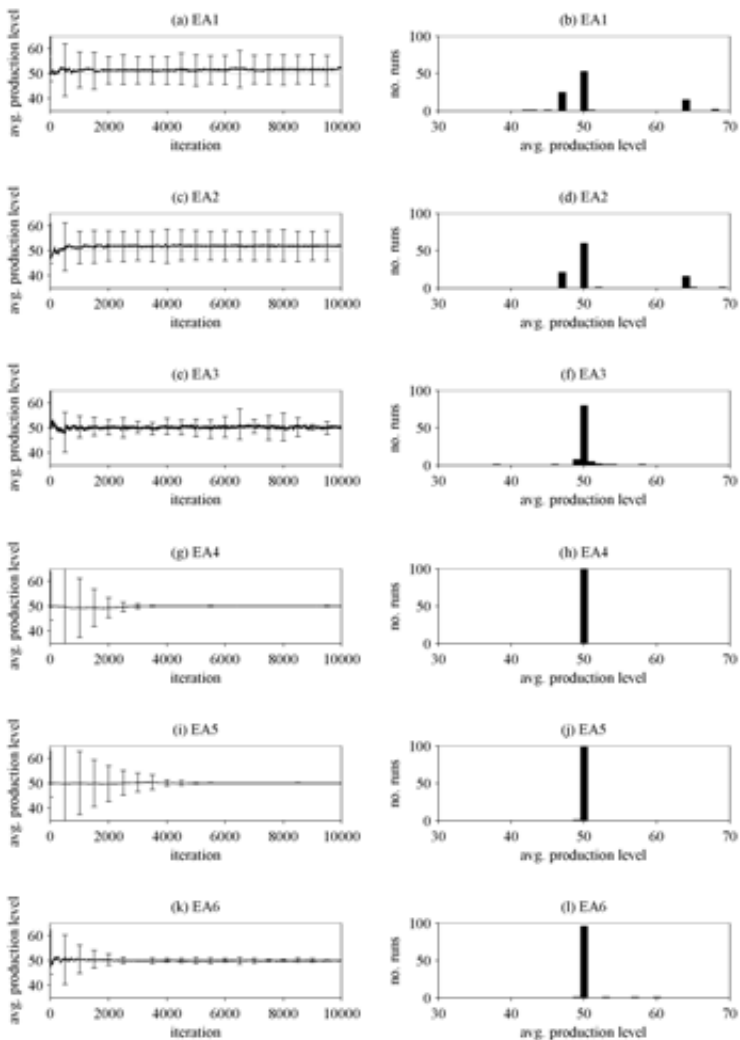 (a) EA1
avg. production level
60
50
40
0 2000 4000 6000 8000 10000
iteration
(b) EA1
no. runs
100
50
0
30 40 50 60 70
avg. production level
(c) EA2
avg. production level
60
50
40
0 2000 4000 6000 8000 10000
iteration
(d) EA2
no. runs
100
50
0
30 40 50 60 70
avg. production level
(e) EA3
avg. production level
60
50
40
0 2000 4000 6000 8000 10000
iteration
(f) EA3
no. runs
100
50
0
30 40 50 60 70
avg. production level
(g) EA4
avg. production level
60
50
40
0 2000 4000 6000 8000 10000
iteration
(h) EA4
no. runs
100
50
0
30 40 50 60 70
avg. production level
(i) EA5
avg. production level
60
50
40
0 2000 4000 6000 8000 10000
iteration
(j) EA5
no. runs
100
50
0
30 40 50 60 70
avg. production level
(k) EA6
avg. production level
60
50
40
0 2000 4000 6000 8000 10000
iteration
(l) EA6
no. runs
100
50
0
30 40 50 60 70
avg. production level